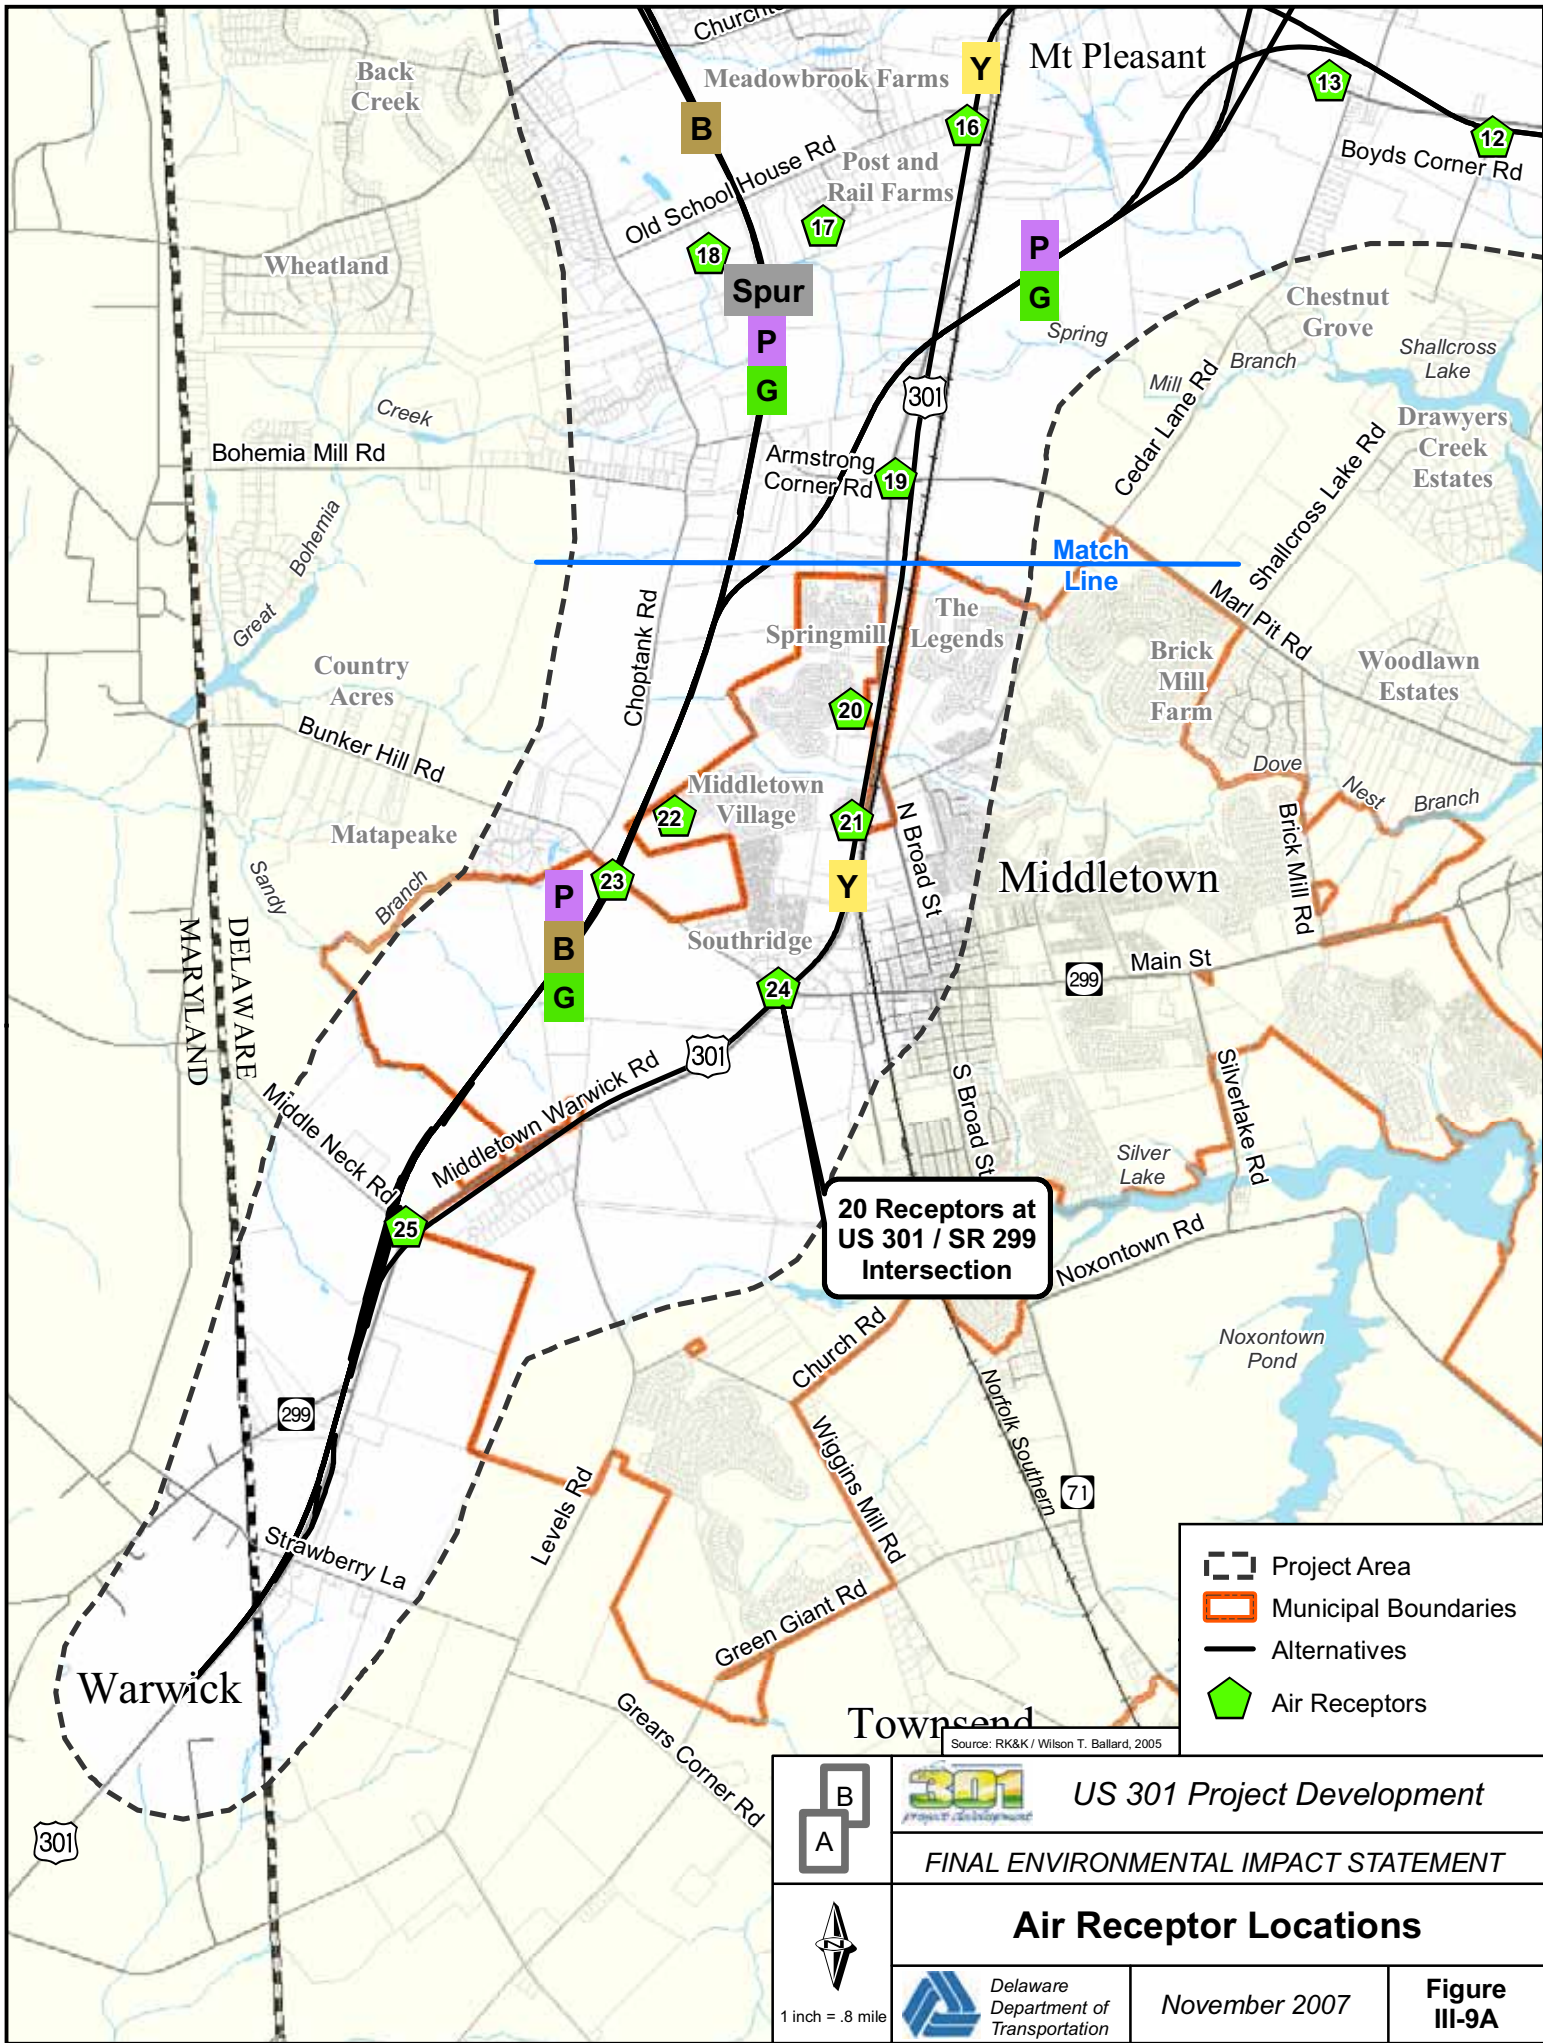 Churcht
Mt Pleasant
Back
Creek
Meadowbrook Farms
Y
B
16
13
12
Boyds Corner Rd
Old School House Rd
Post and
Rail Farms
17
18
Wheatland
Spur
P
G
P
G
Spring
Mill
Branch
Chestnut
Grove
Shallcross
Lake
Drawyers
Creek
Estates
301
Creek
Bohemia Mill Rd
Great
Bohemia
Armstrong
Corner Rd
19
Cedar Lane Rd
Shallcross Lake Rd
Match
Line
Marl Pit Rd
Choptank Rd
Springmill
The
Legends
Country
Acres
Brick
Mill
Farm
Woodlawn
Estates
20
Bunker Hill Rd
Middletown
Village
22
21
Dove
Nest
Branch
Matapeake
N Broad St
Brick Mill Rd
Sandy
Branch
23
P
B
G
Y
Middletown
MARYLAND
DELAWARE
Southridge
Main St
299
24
301
Middletown Warwick Rd
Middle Neck Rd
S Broad St
Silverlake Rd
Silver
Lake
25
20 Receptors at
US 301 / SR 299
Intersection
Noxontown Rd
Noxontown
Pond
Church Rd
Norfolk Southern
299
Wiggins Mill Rd
71
Levels Rd
Strawberry La
Green Giant Rd
Warwick
Grears Corner Rd
Townsend
301
Project Area
Municipal Boundaries
Alternatives
Air Receptors
Source: RK&K / Wilson T. Ballard, 2005
B
A
301
project development
US 301 Project Development
FINAL ENVIRONMENTAL IMPACT STATEMENT
N
1 inch = .8 mile
Air Receptor Locations
Delaware
Department of
Transportation
November 2007
Figure
III-9A